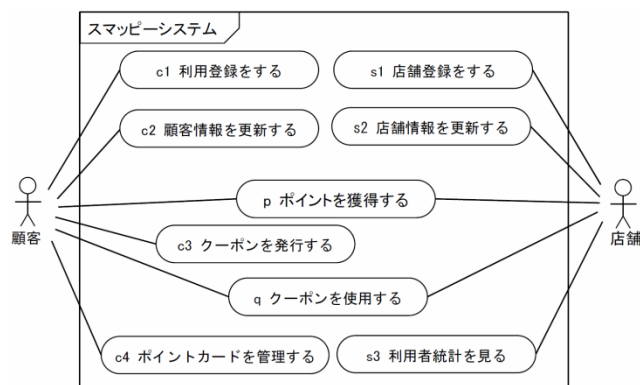 スマッピーシステム
c1 利用登録をする
s1 店舗登録をする
c2 顧客情報を更新する
s2 店舗情報を更新する
p ポイントを獲得する
顧客
店舗
c3 クーポンを発行する
q クーポンを使用する
c4 ポイントカードを管理する
s3 利用者統計を見る